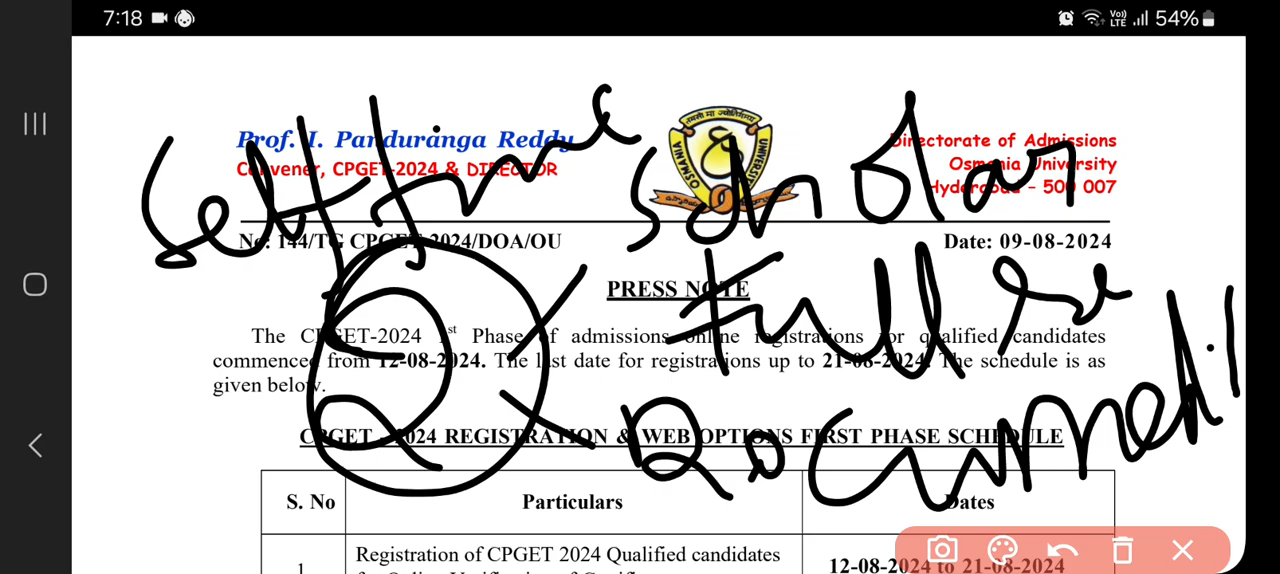 7:18 54%
Prof. I. Panduranga Reddy
Convener, CPGET-2024 & DIRECTOR
Directorate of Admissions
Osmania University
Hyderabad - 500 007
No: 144/TG CPGET-2024/DOA/OU Date: 09-08-2024
PRESS NOTE
The CPGET-2024 1st Phase of admissions online registrations for qualified candidates
commenced from 12-08-2024. The last date for registrations up to 21-08-2024. The schedule is as
given below.
CPGET - 2024 REGISTRATION & WEB OPTIONS FIRST PHASE SCHEDULE
S. No Particulars Dates
1 Registration of CPGET 2024 Qualified candidates 12-08-2024 to 21-08-2024